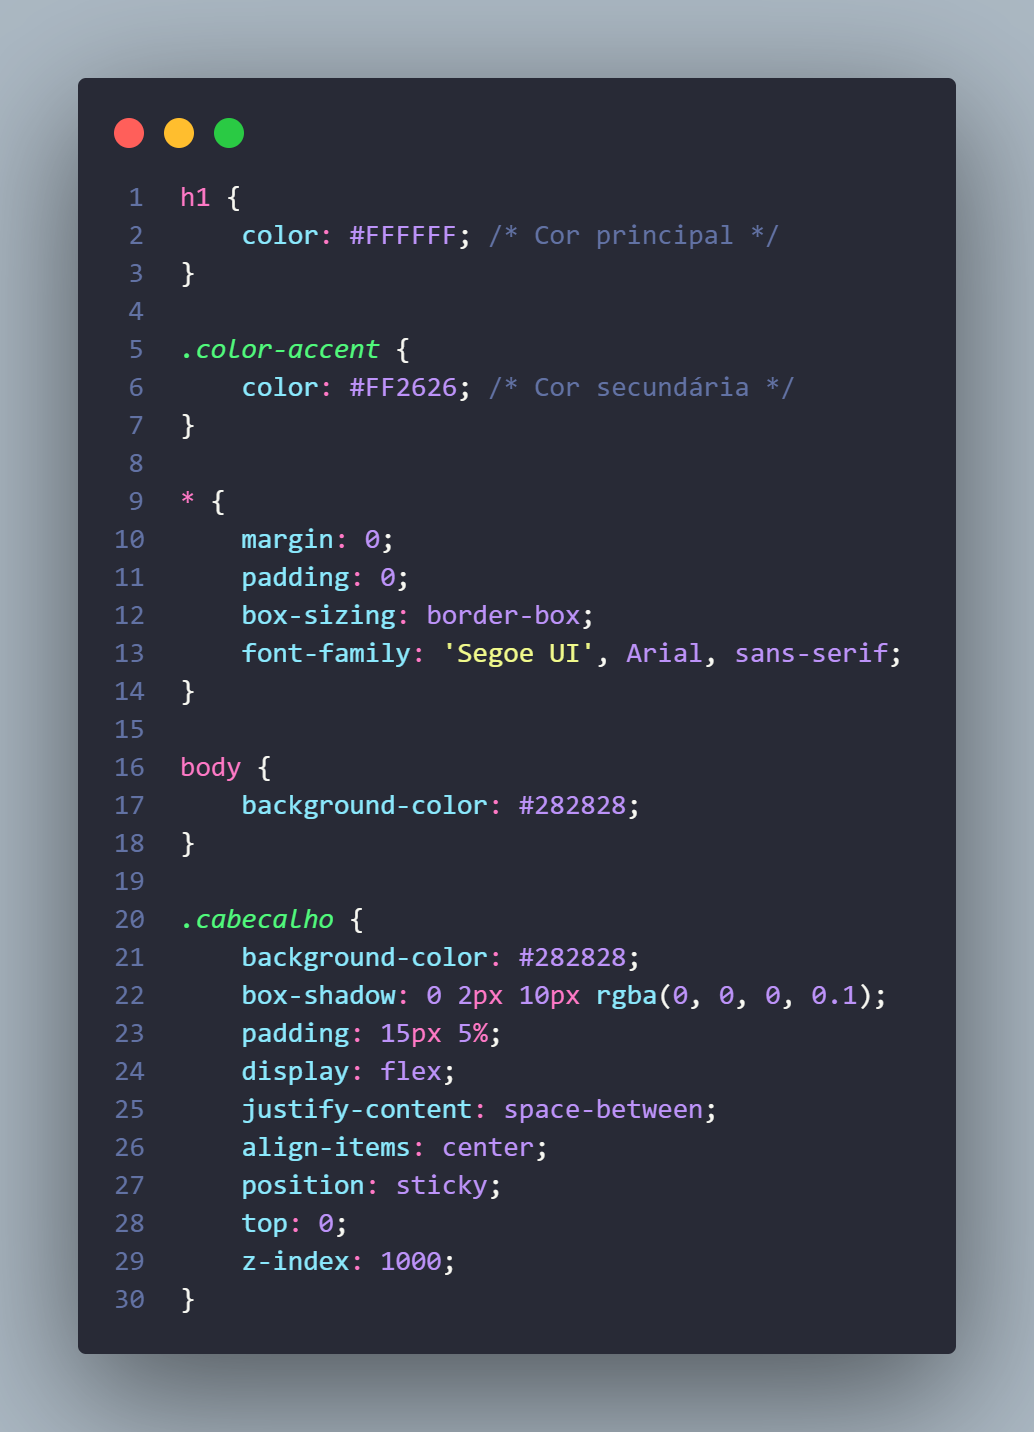 1 h1 {
2     color: #FFFFFF; /* Cor principal */
3 }
4
5 .color-accent {
6     color: #FF2626; /* Cor secundária */
7 }
8
9 * {
10     margin: 0;
11     padding: 0;
12     box-sizing: border-box;
13     font-family: 'Segoe UI', Arial, sans-serif;
14 }
15
16 body {
17     background-color: #282828;
18 }
19
20 .cabecalho {
21     background-color: #282828;
22     box-shadow: 0 2px 10px rgba(0, 0, 0, 0.1);
23     padding: 15px 5%;
24     display: flex;
25     justify-content: space-between;
26     align-items: center;
27     position: sticky;
28     top: 0;
29     z-index: 1000;
30 }